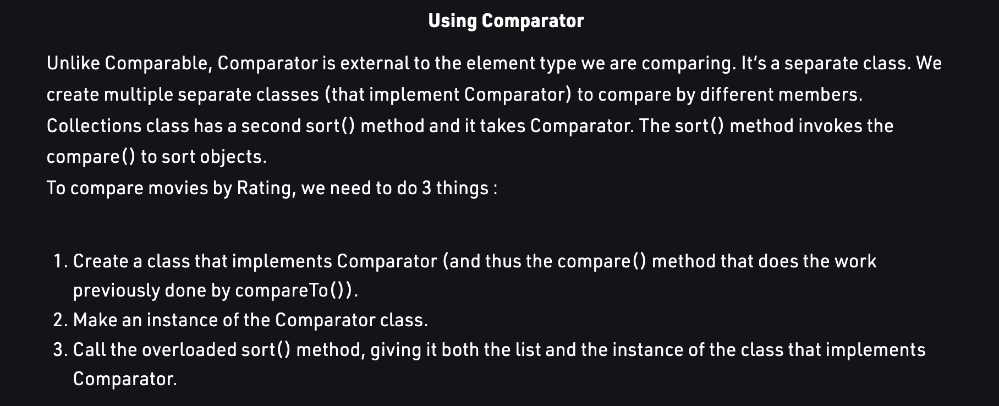 Using Comparator
Unlike Comparable, Comparator is external to the element type we are comparing. It’s a separate class. We
create multiple separate classes (that implement Comparator) to compare by different members.
Collections class has a second sort() method and it takes Comparator. The sort() method invokes the
compare() to sort objects.
To compare movies by Rating, we need to do 3 things :
1. Create a class that implements Comparator (and thus the compare() method that does the work
previously done by compareTo()).
2. Make an instance of the Comparator class.
3. Call the overloaded sort() method, giving it both the list and the instance of the class that implements
Comparator.